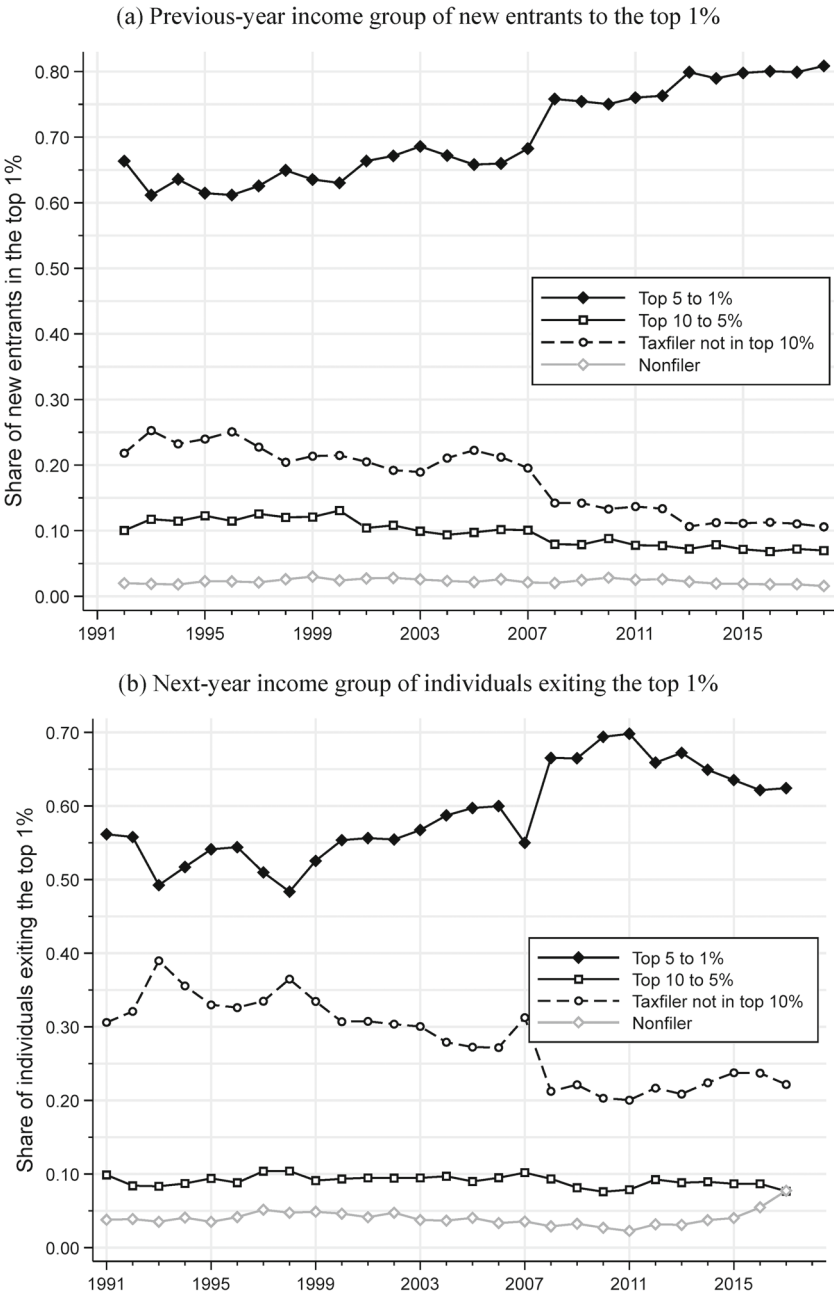 (a) Previous-year income group of new entrants to the top 1%
Share of new entrants in the top 1%
0.80
0.70
0.60
0.50
0.40
0.30
0.20
0.10
0.00
Top 5 to 1%
Top 10 to 5%
Taxfiler not in top 10%
Nonfiler
1991 1995 1999 2003 2007 2011 2015
(b) Next-year income group of individuals exiting the top 1%
Share of individuals exiting the top 1%
0.70
0.60
0.50
0.40
0.30
0.20
0.10
0.00
Top 5 to 1%
Top 10 to 5%
Taxfiler not in top 10%
Nonfiler
1991 1995 1999 2003 2007 2011 2015